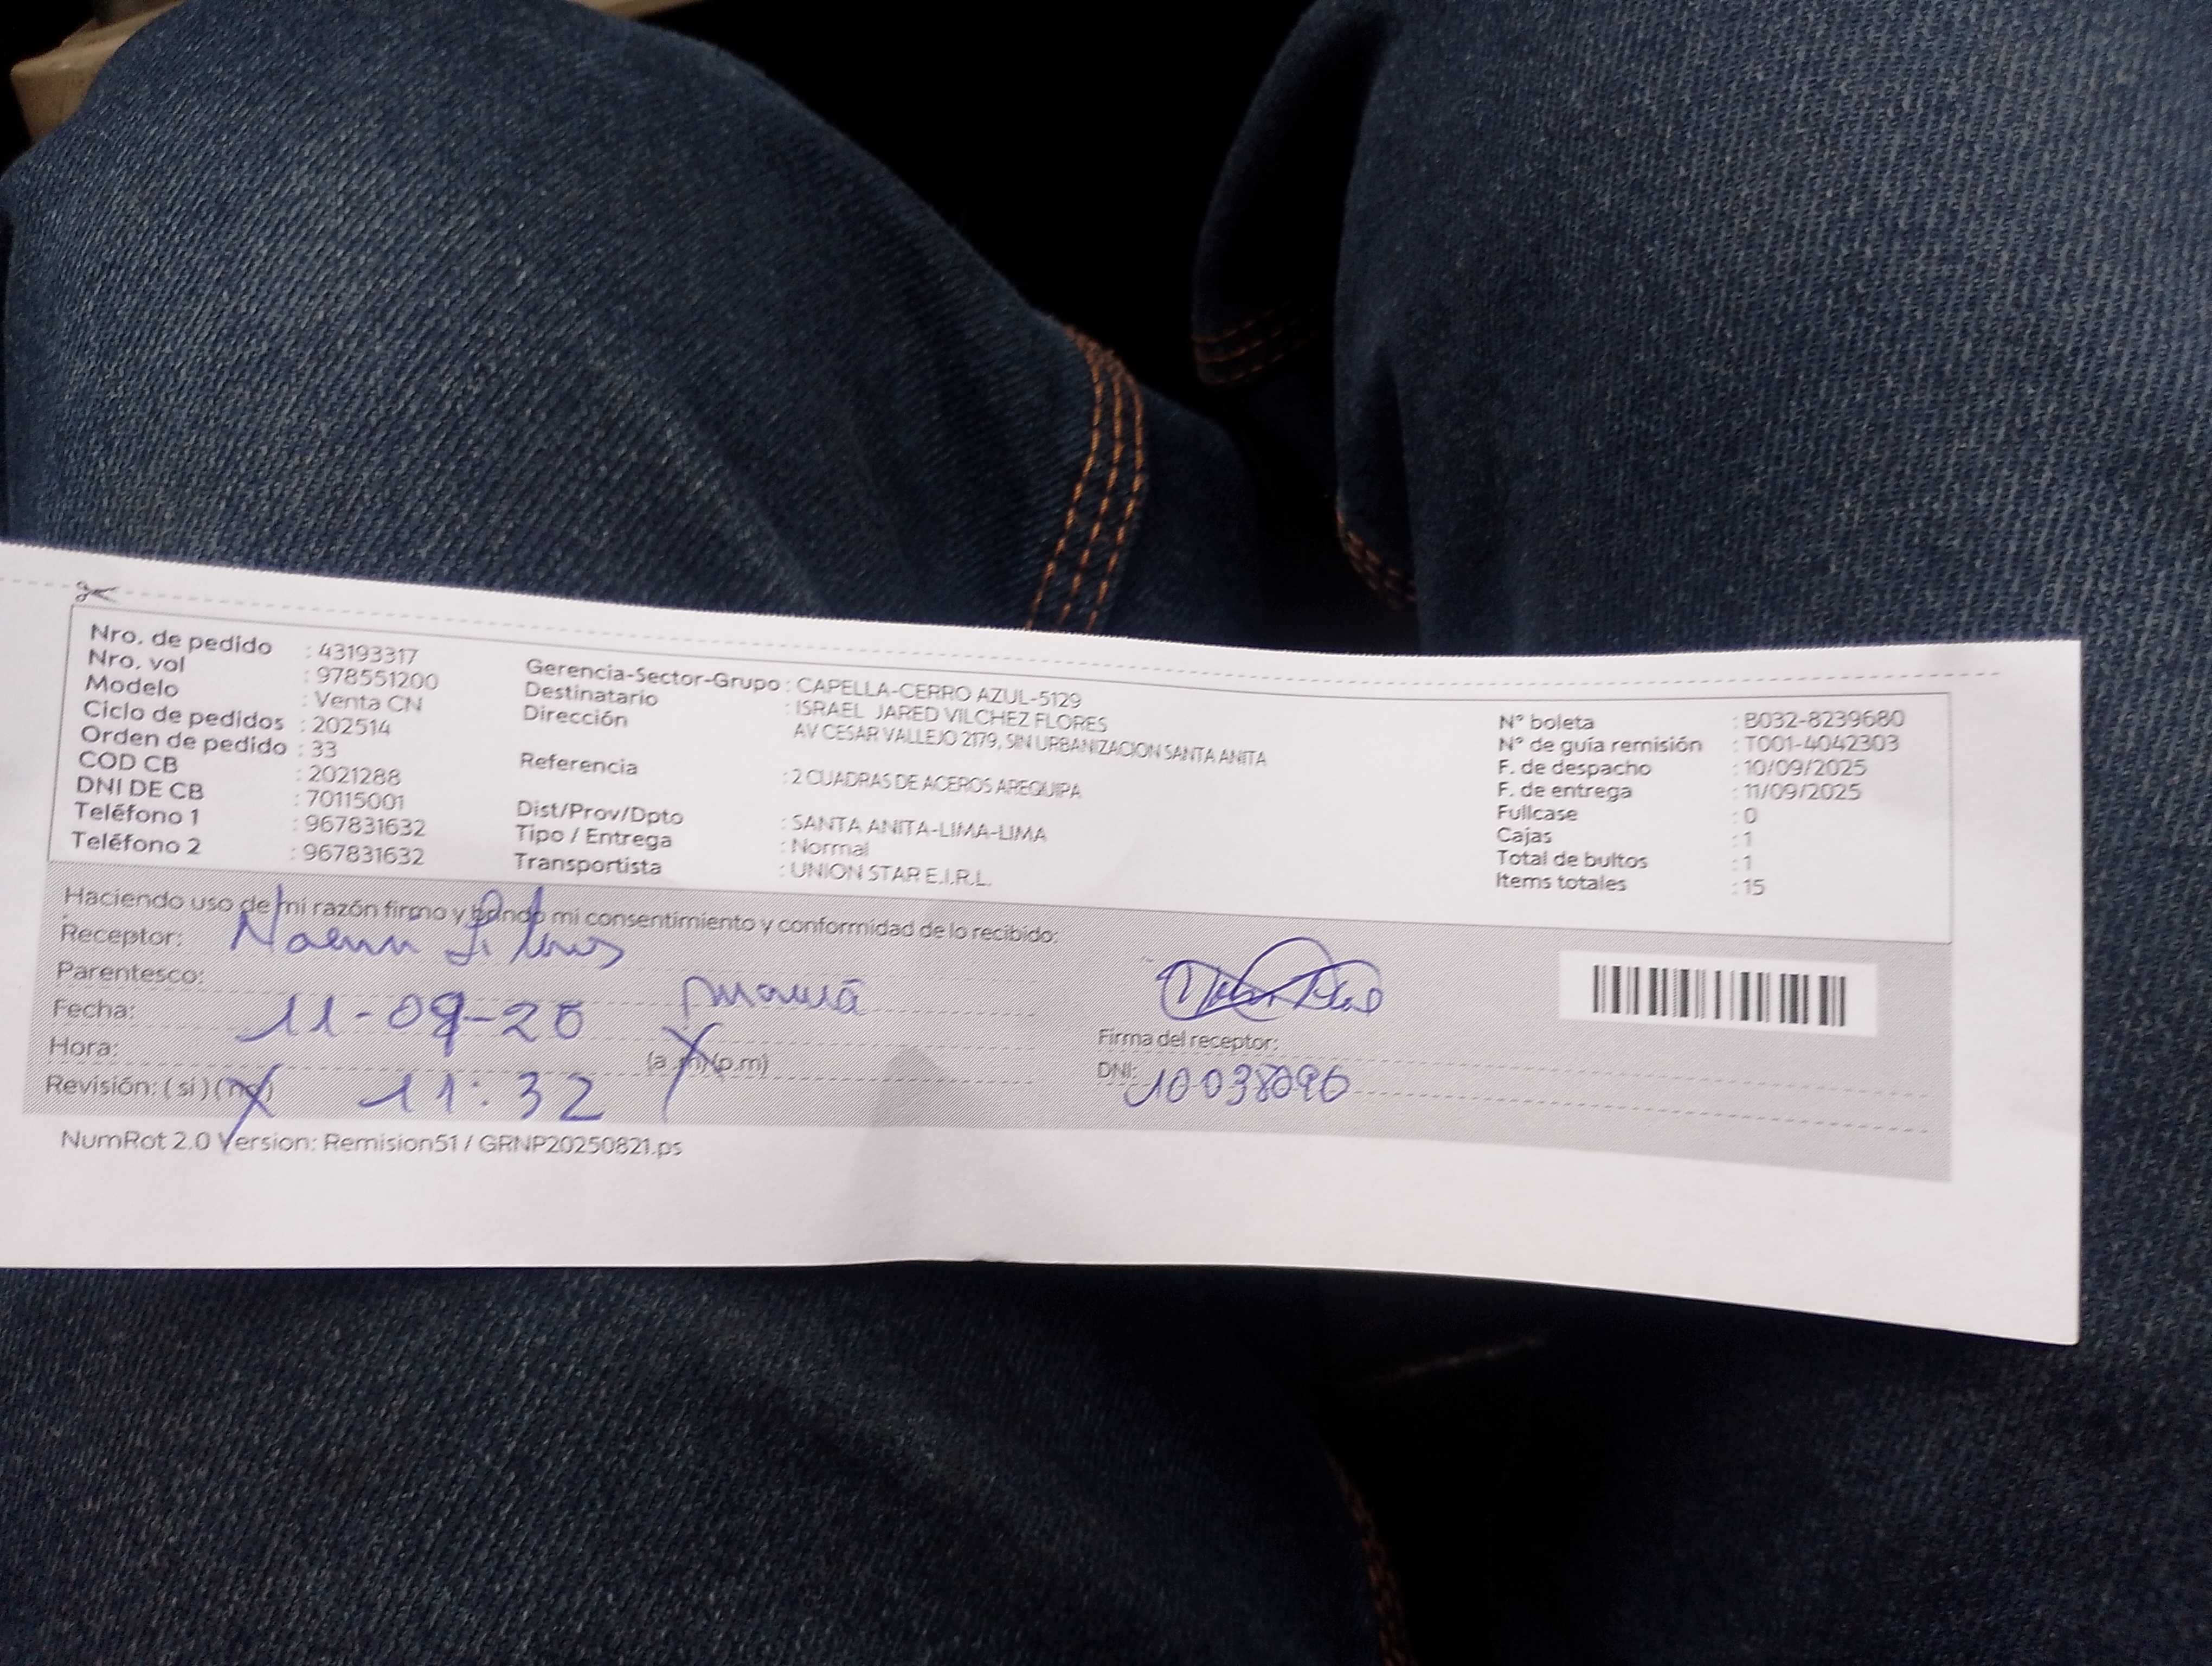 Nro. de pedido : 43193317
Nro. vol : 978551200
Modelo : Venta CN
Ciclo de pedidos : 202514
Orden de pedido : 33
COD CB : 2021288
DNI DE CB : 70115001
Teléfono 1 : 967831632
Teléfono 2 : 967831632
Gerencia-Sector-Grupo : CAPELLA-CERRO AZUL-5129
Destinatario : ISRAEL JARED VILCHEZ FLORES
Dirección AV CESAR VALLEJO 2179, SIN URBANIZACION SANTA ANITA
Referencia : 2 CUADRAS DE ACEROS AREQUIPA
Dist/Prov/Dpto : SANTA ANITA-LIMA-LIMA
Tipo / Entrega : Normal
Transportista : UNION STAR E.I.R.L.
N° boleta : B032-8239680
N° de guía remisión : T001-4042303
F. de despacho : 10/09/2025
F. de entrega : 11/09/2025
Fullcase : 0
Cajas : 1
Total de bultos : 1
Items totales : 15
Haciendo uso de mi razón firmo y brindo mi consentimiento y conformidad de lo recibido:
Receptor:
Parentesco: mamá
Fecha: 11-09-25
Hora: 11:32 (a.m) (p.m)
Revisión: ( si ) ( no )
Firma del receptor:
DNI: 10038096
NumRot 2.0 Version: Remision51 / GRNP20250821.ps